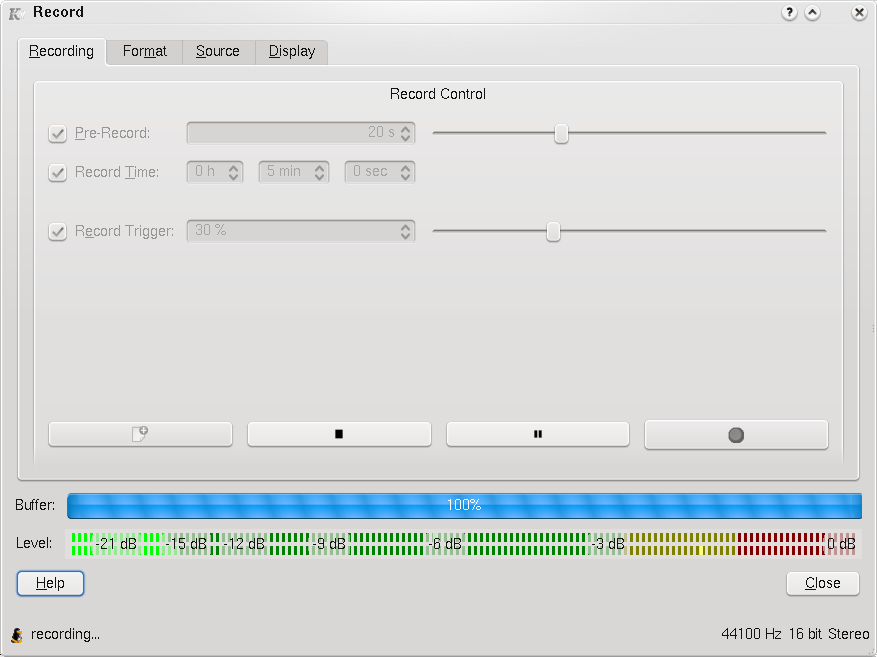 Record
Recording Format Source Display
Record Control
Pre-Record: 20 s
Record Time: 0 h 5 min 0 sec
Record Trigger: 30 %
Buffer: 100%
Level: -21 dB -15 dB -12 dB -9 dB -6 dB -3 dB 0 dB
Help Close
recording... 44100 Hz 16 bit Stereo